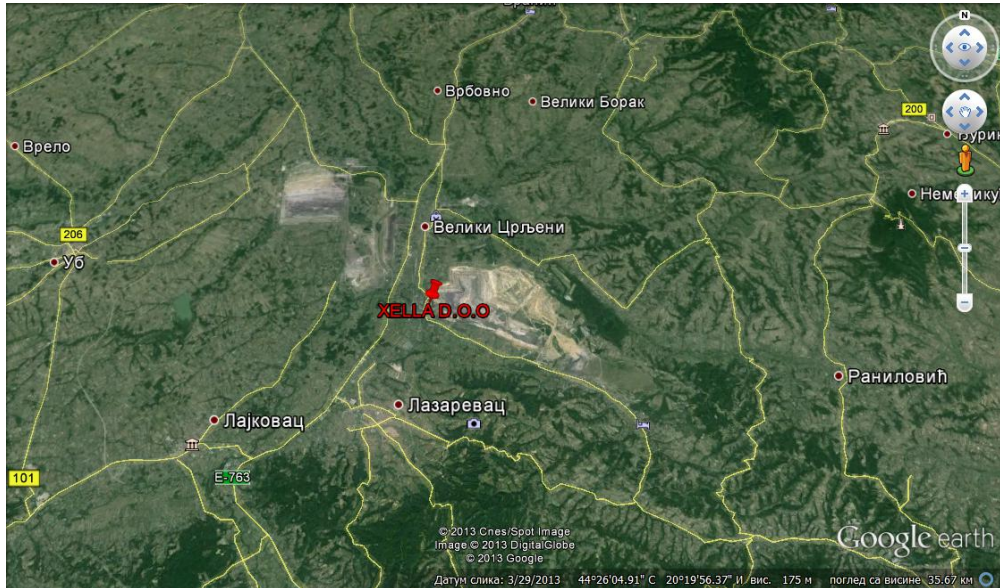 N
Врбовно
Велики Борак
200
Врело
206
Уб
Велики Црљени
XELLA D.O.O
Раниловић
Лазаревац
Лајковац
E-763
101
© 2013 Cnes/Spot Image
Image © 2013 DigitalGlobe
© 2013 Google
Google earth
Датум слика: 3/29/2013 44°26'04.91" С 20°19'56.37" И вис. 175 м поглед са висине 35.67 км